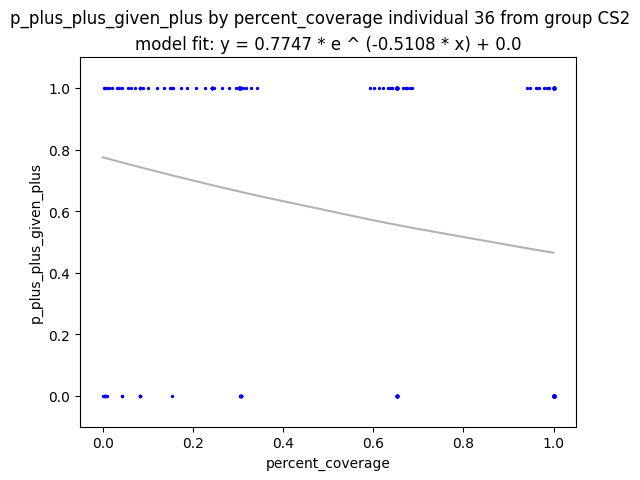 p_plus_plus_given_plus by percent_coverage individual 36 from group CS2
model fit: y = 0.7747 * e ^ (-0.5108 * x) + 0.0
1.0
0.8
0.6
0.4
0.2
0.0
p_plus_plus_given_plus
0.0 0.2 0.4 0.6 0.8 1.0
percent_coverage